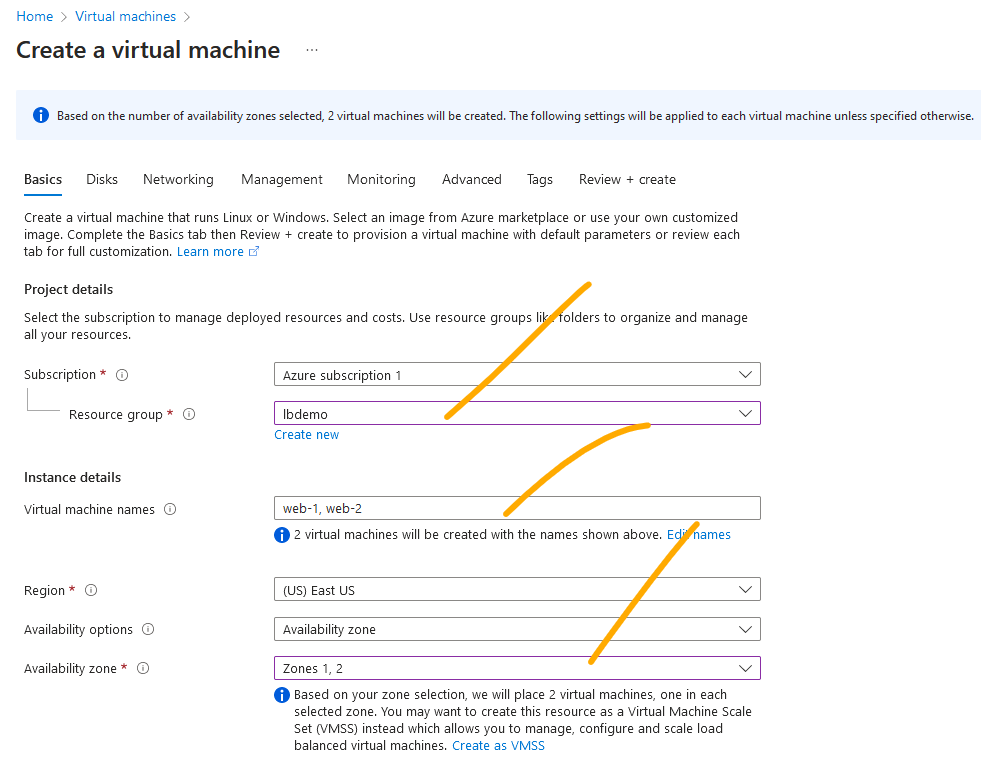 Home > Virtual machines >
Create a virtual machine ...
Based on the number of availability zones selected, 2 virtual machines will be created. The following settings will be applied to each virtual machine unless specified otherwise.
Basics Disks Networking Management Monitoring Advanced Tags Review + create
Create a virtual machine that runs Linux or Windows. Select an image from Azure marketplace or use your own customized
image. Complete the Basics tab then Review + create to provision a virtual machine with default parameters or review each
tab for full customization. Learn more
Project details
Select the subscription to manage deployed resources and costs. Use resource groups like folders to organize and manage
all your resources.
Subscription * Azure subscription 1
Resource group * lbdemo
Create new
Instance details
Virtual machine names web-1, web-2
2 virtual machines will be created with the names shown above. Edit names
Region * (US) East US
Availability options Availability zone
Availability zone * Zones 1, 2
Based on your zone selection, we will place 2 virtual machines, one in each
selected zone. You may want to create this resource as a Virtual Machine Scale
Set (VMSS) instead which allows you to manage, configure and scale load
balanced virtual machines. Create as VMSS